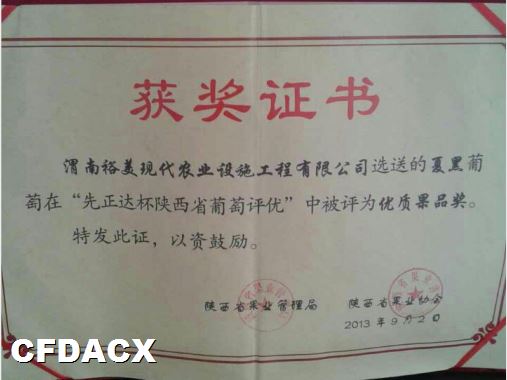 获奖证书
渭南裕美现代农业设施工程有限公司选送的夏黑葡
萄在“先正达杯陕西省葡萄评优”中被评为优质果品奖。
特发此证，以资鼓励。
陕西省果业管理局 陕西省果业协会
2013年9月2日
CFDACX